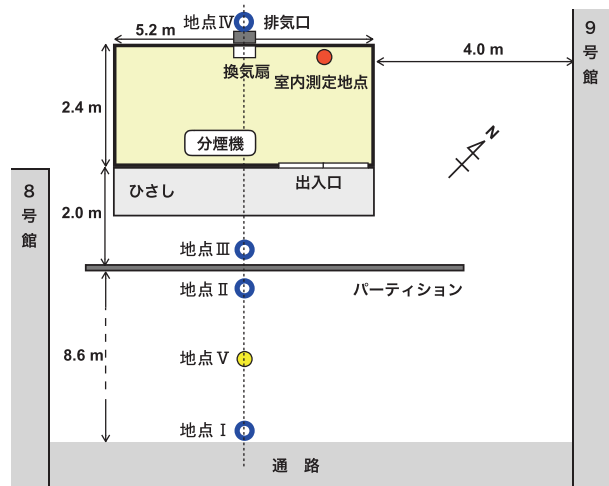 地点Ⅳ
排気口
5.2 m
9号館
4.0 m
換気扇
室内測定地点
2.4 m
分煙機
N
出入口
ひさし
8号館
2.0 m
地点Ⅲ
地点Ⅱ
パーティション
8.6 m
地点Ⅴ
地点Ⅰ
通 路